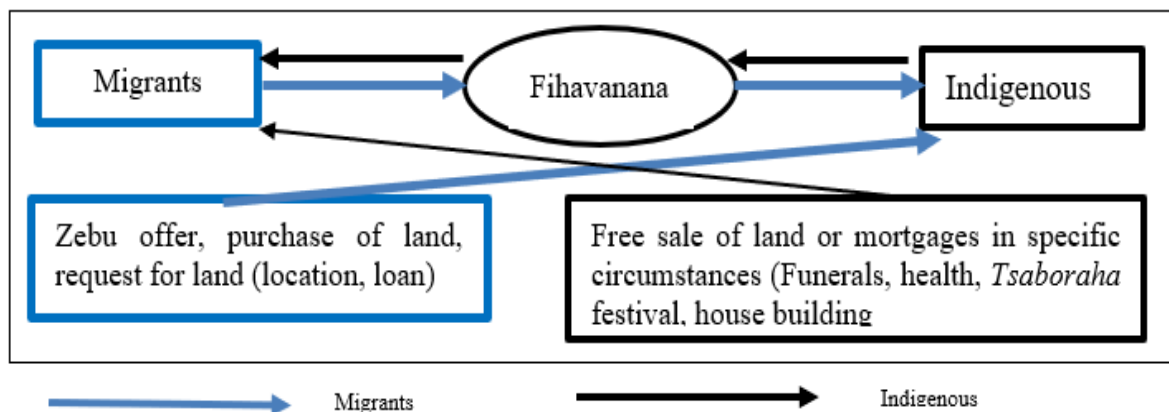 Migrants
Fihavanana
Indigenous
Zebu offer, purchase of land,
request for land (location, loan)
Free sale of land or mortgages in specific
circumstances (Funerals, health, Tsaboraha
festival, house building
Migrants
Indigenous